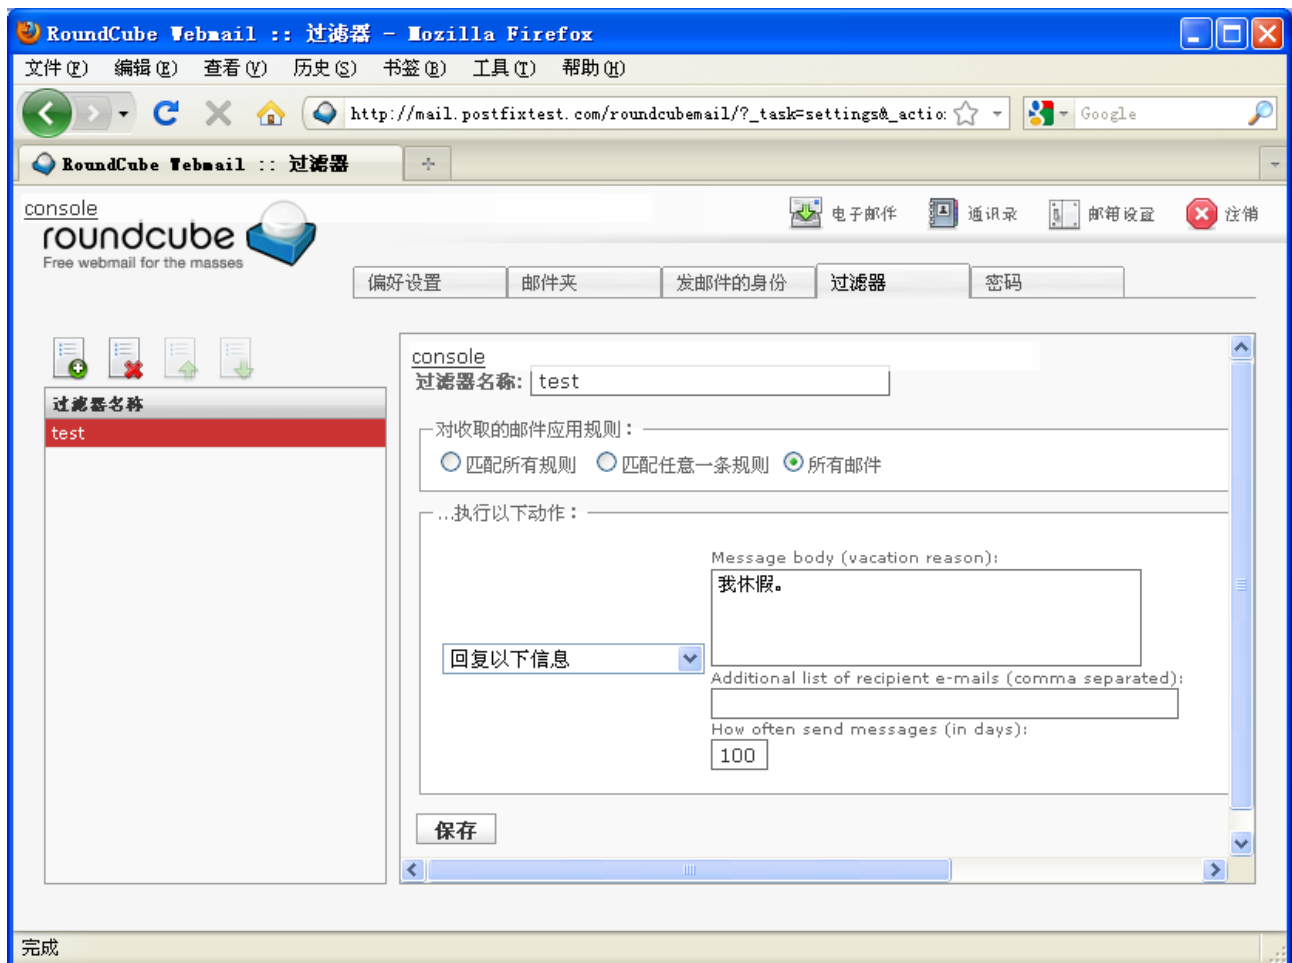 RoundCube Webmail :: 过滤器 - Mozilla Firefox
文件(F) 编辑(E) 查看(V) 历史(S) 书签(B) 工具(T) 帮助(H)
http://mail.postfixtest.com/roundcubemail/?_task=settings&_actio: Google
RoundCube Webmail :: 过滤器
console
roundcube
Free webmail for the masses
电子邮件 通讯录 邮箱设置 注销
偏好设置 邮件夹 发邮件的身份 过滤器 密码
过滤器名称
test
console
过滤器名称: test
对收取的邮件应用规则：
匹配所有规则 匹配任意一条规则 所有邮件
...执行以下动作：
Message body (vacation reason):
我休假。
回复以下信息
Additional list of recipient e-mails (comma separated):
How often send messages (in days):
100
保存
完成